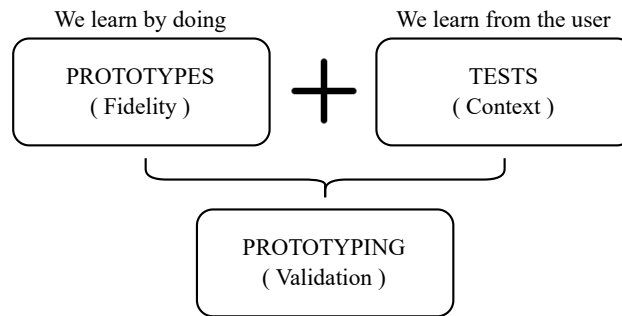 We learn by doing
We learn from the user
PROTOTYPES
( Fidelity )
TESTS
( Context )
PROTOTYPING
( Validation )